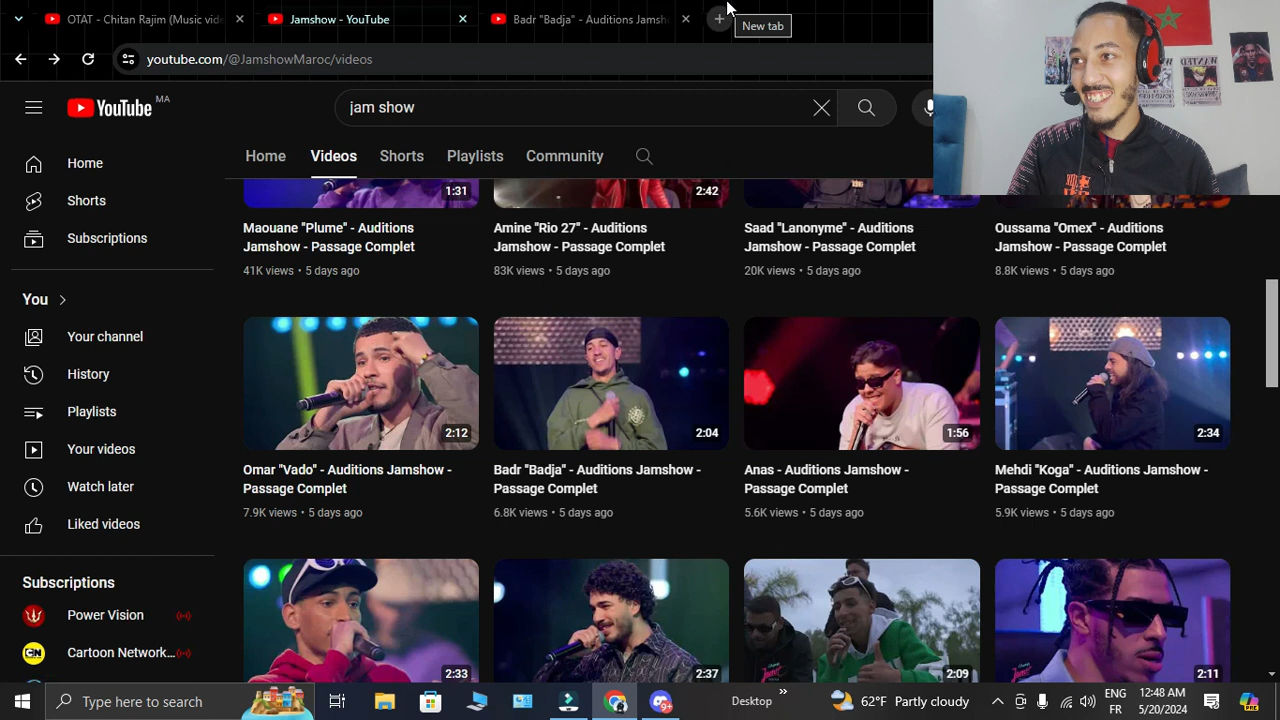 OTAT - Chitan Rajim (Music vide
Jamshow - YouTube
Badr "Badja" - Auditions Jamsh
New tab
youtube.com/@JamshowMaroc/videos
YouTube MA
jam show
Home Videos Shorts Playlists Community
Home
Shorts
Subscriptions
You
Your channel
History
Playlists
Your videos
Watch later
Liked videos
Subscriptions
Power Vision
Cartoon Network...
1:31
Maouane "Plume" - Auditions
Jamshow - Passage Complet
41K views • 5 days ago
2:42
Amine "Rio 27" - Auditions
Jamshow - Passage Complet
83K views • 5 days ago
Saad "Lanonyme" - Auditions
Jamshow - Passage Complet
20K views • 5 days ago
Oussama "Omex" - Auditions
Jamshow - Passage Complet
8.8K views • 5 days ago
2:12
Omar "Vado" - Auditions Jamshow -
Passage Complet
7.9K views • 5 days ago
2:04
Badr "Badja" - Auditions Jamshow -
Passage Complet
6.8K views • 5 days ago
1:56
Anas - Auditions Jamshow -
Passage Complet
5.6K views • 5 days ago
2:34
Mehdi "Koga" - Auditions Jamshow -
Passage Complet
5.9K views • 5 days ago
2:33
2:37
2:09
2:11
WANTED
WANTED
Type here to search
9+
Desktop
62°F Partly cloudy
ENG
FR
12:48 AM
5/20/2024
PRE